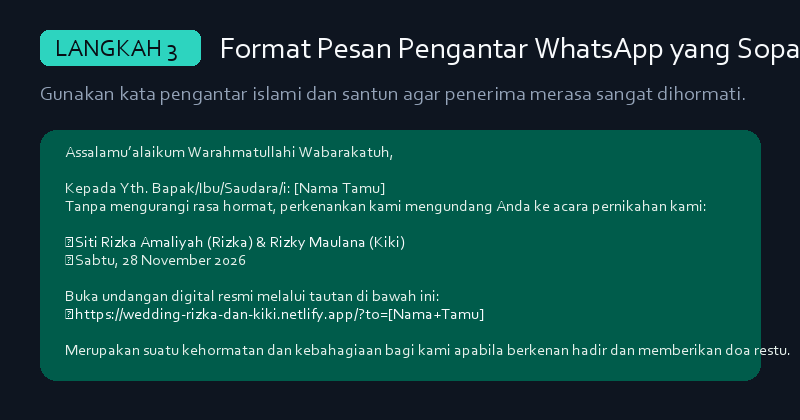 LANGKAH 3
Format Pesan Pengantar WhatsApp yang Sopa
Gunakan kata pengantar islami dan santun agar penerima merasa sangat dihormati.
Assalamu'alaikum Warahmatullahi Wabarakatuh,
Kepada Yth. Bapak/Ibu/Saudara/i: [Nama Tamu]
Tanpa mengurangi rasa hormat, perkenankan kami mengundang Anda ke acara pernikahan kami:
Siti Rizka Amaliyah (Rizka) & Rizky Maulana (Kiki)
Sabtu, 28 November 2026
Buka undangan digital resmi melalui tautan di bawah ini:
https://wedding-rizka-dan-kiki.netlify.app/?to=[Nama+Tamu]
Merupakan suatu kehormatan dan kebahagiaan bagi kami apabila berkenan hadir dan memberikan doa restu.